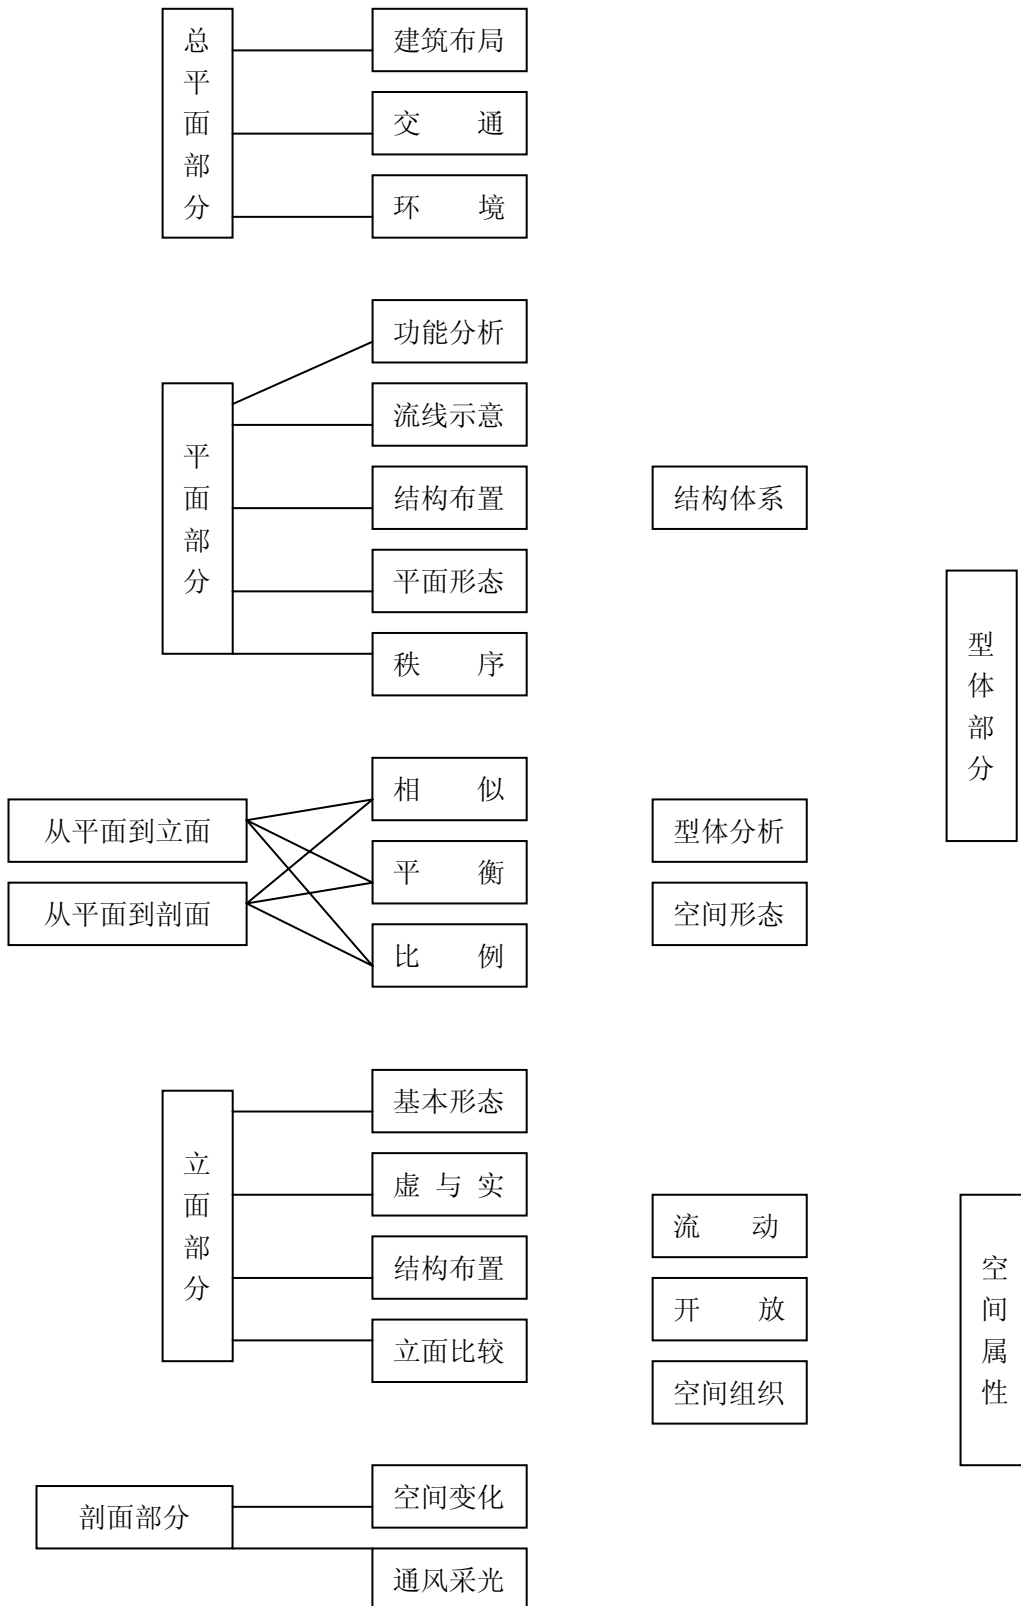 总平面部分
建筑布局
交 通
环 境
功能分析
流线示意
平面部分
结构布置
结构体系
平面形态
秩 序
型体部分
相 似
从平面到立面
型体分析
平 衡
从平面到剖面
空间形态
比 例
基本形态
立面部分
虚 与 实
流 动
结构布置
开 放
空间属性
立面比较
空间组织
空间变化
剖面部分
通风采光